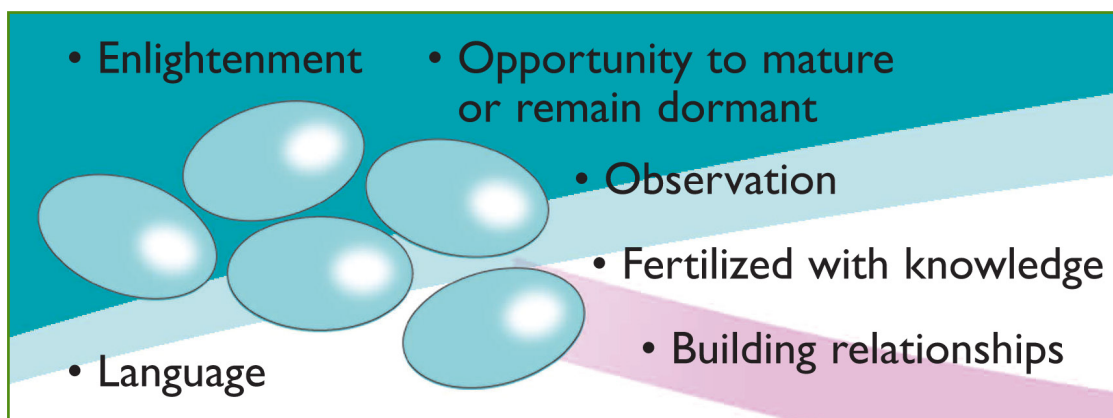 • Enlightenment
• Opportunity to mature
or remain dormant
• Observation
• Fertilized with knowledge
• Building relationships
• Language